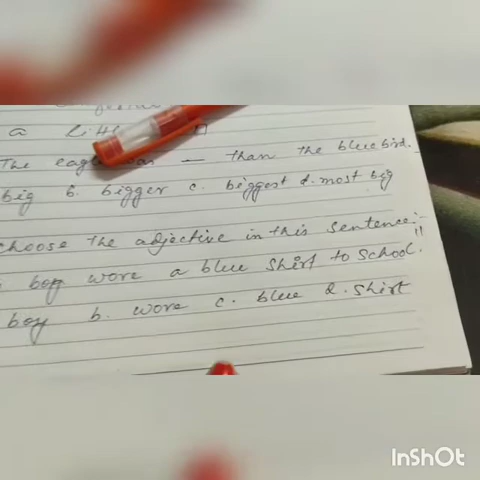 a
The eagle was — than the bluebird.
big b. bigger c. biggest d. most big
choose the adjective in this sentence:-
boy wore a blue shirt to school."
boy b. wore c. blue d. shirt
InShOt